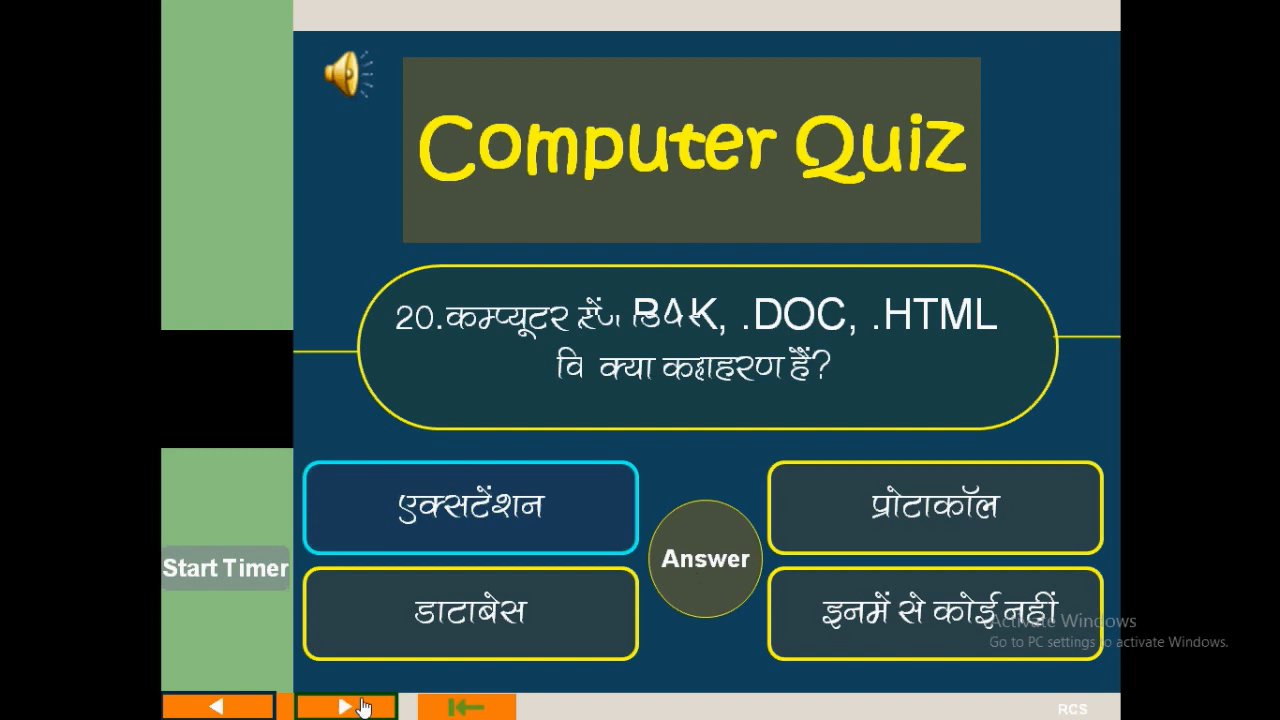 Computer Quiz
20.कम्प्यूटर .DOC, .HTML
क्या हैं?
एक्सटेंशन
प्रोटाकॉल
Answer
Start Timer
डाटाबेस
इनमें से कोई नहीं
Activate Windows
Go to PC settings to activate Windows.
RCS